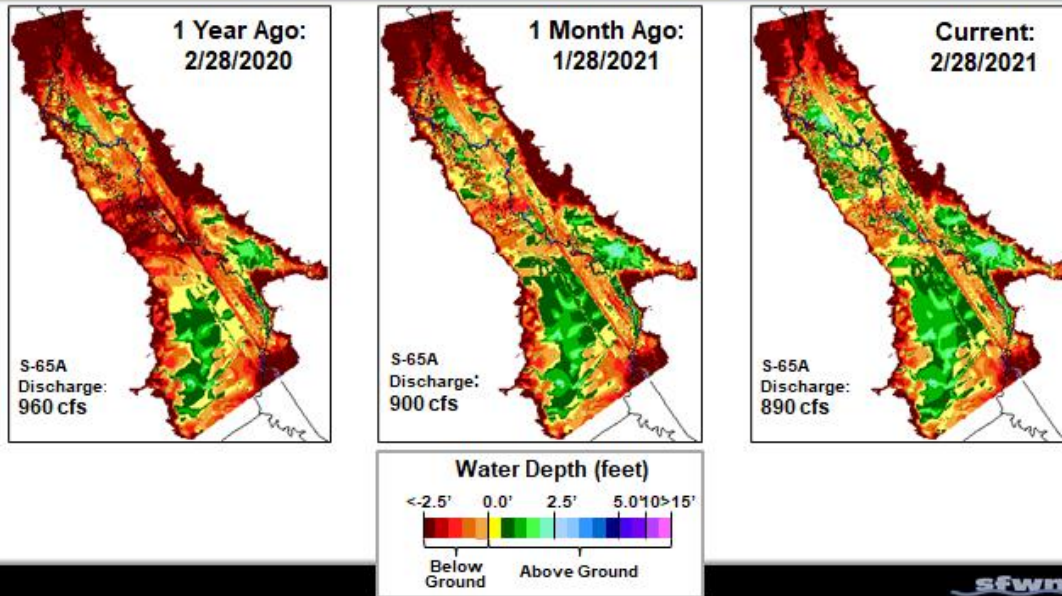 1 Year Ago:
2/28/2020
S-65A
Discharge:
960 cfs
1 Month Ago:
1/28/2021
S-65A
Discharge:
900 cfs
Current:
2/28/2021
S-65A
Discharge:
890 cfs
Water Depth (feet)
<-2.5' 0.0' 2.5' 5.0'10>15'
Below
Ground
Above Ground
sfwm